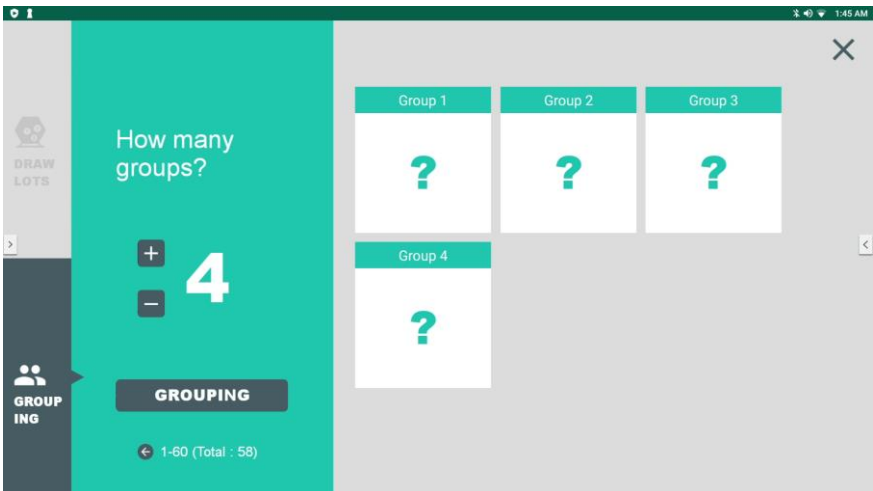 1:45 AM
DRAW
LOTS
GROUP
ING
How many
groups?
+
4
−
GROUPING
1-60 (Total : 58)
Group 1
Group 2
Group 3
?
?
?
Group 4
?